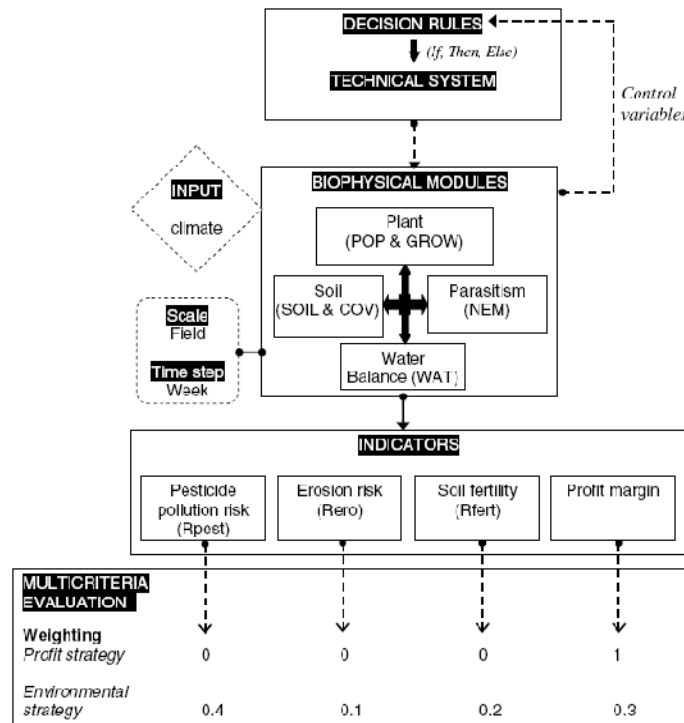 DECISION RULES
(If, Then, Else)
TECHNICAL SYSTEM
Control
variables
INPUT
climate
BIOPHYSICAL MODULES
Plant
(POP & GROW)
Soil
(SOIL & COV)
Parasitism
(NEM)
Water
Balance (WAT)
Scale
Field
Time step
Week
INDICATORS
Pesticide
pollution risk
(Rpest)
Erosion risk
(Rero)
Soil fertility
(Rfert)
Profit margin
MULTICRITERIA
EVALUATION
Weighting
Profit strategy 0 0 0 1
Environmental
strategy 0.4 0.1 0.2 0.3